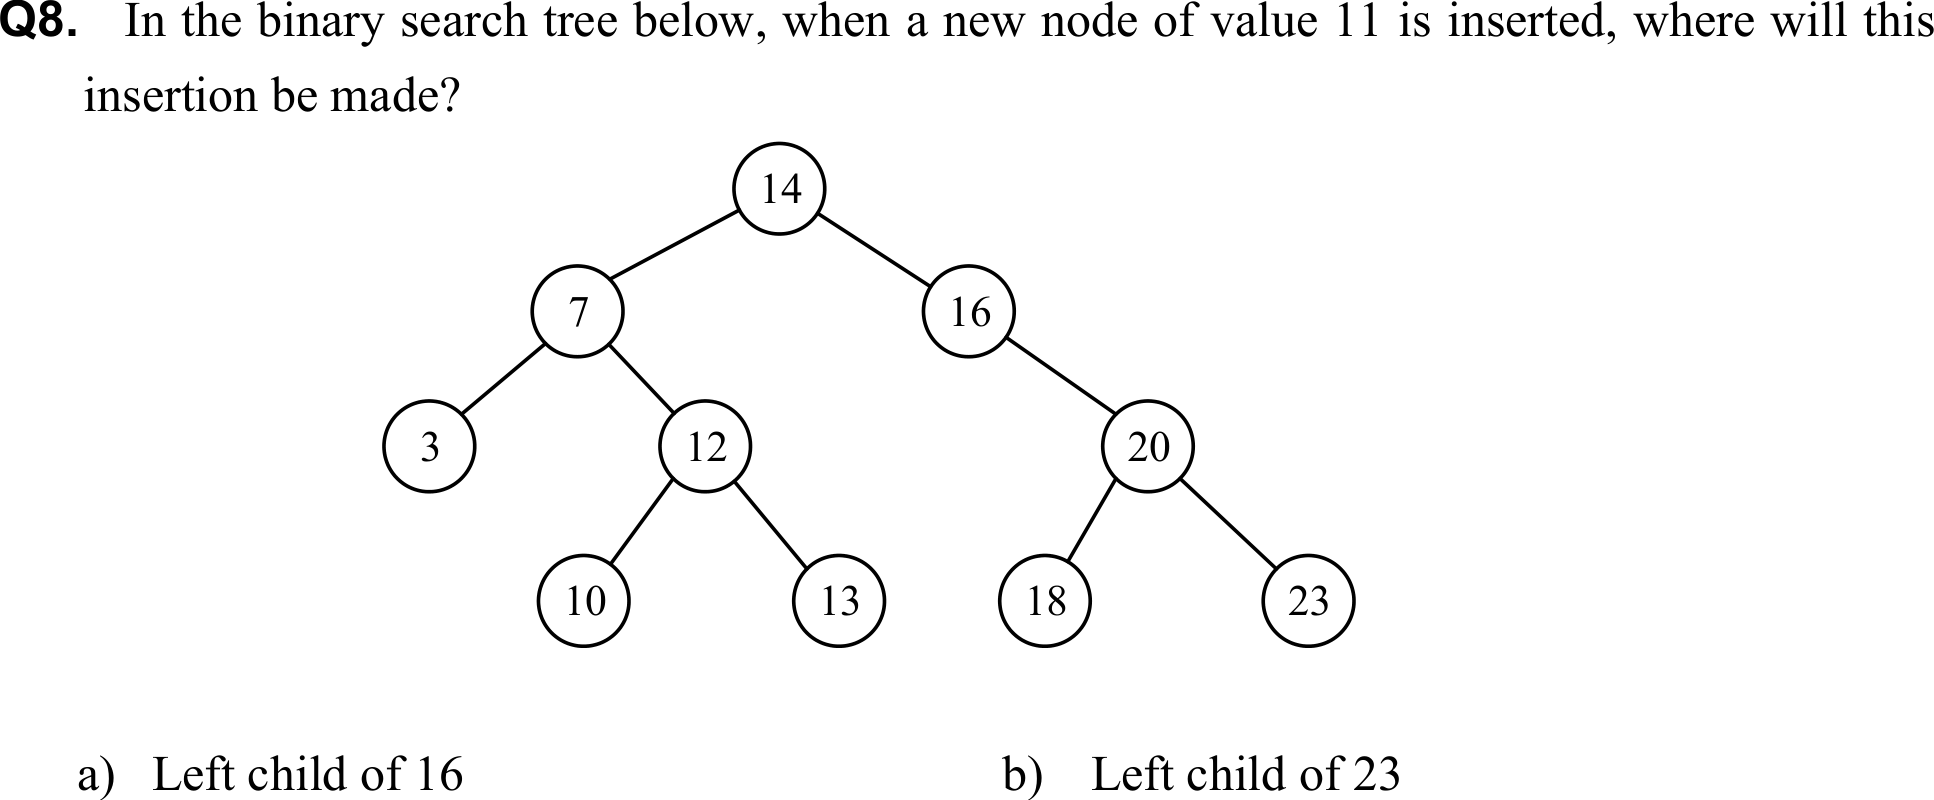 Q8. In the binary search tree below, when a new node of value 11 is inserted, where will this
insertion be made?
14
7 16
3 12 20
10 13 18 23
a) Left child of 16 b) Left child of 23